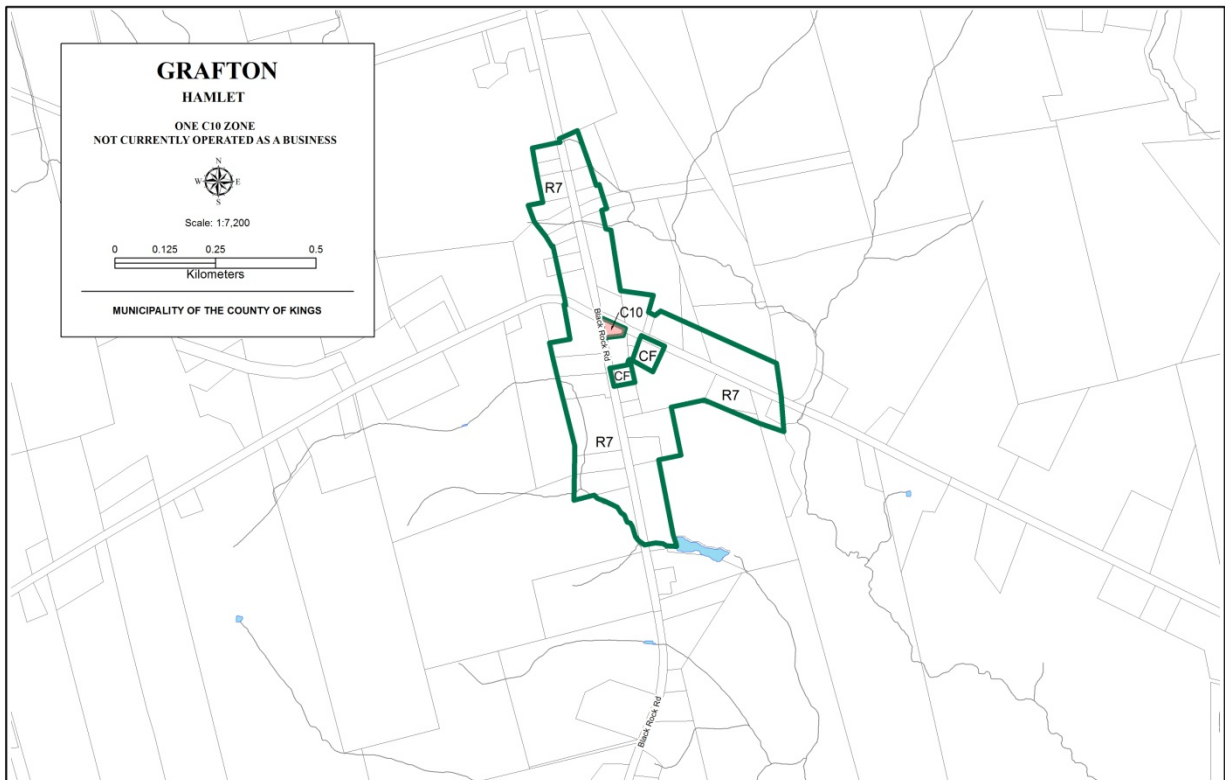 GRAFTON
HAMLET
ONE C10 ZONE
NOT CURRENTLY OPERATED AS A BUSINESS
N
W E
S
Scale: 1:7,200
0 0.125 0.25 0.5
Kilometers
MUNICIPALITY OF THE COUNTY OF KINGS
R7
C10
Black Rock Rd
CF
CF
R7
R7
Black Rock Rd